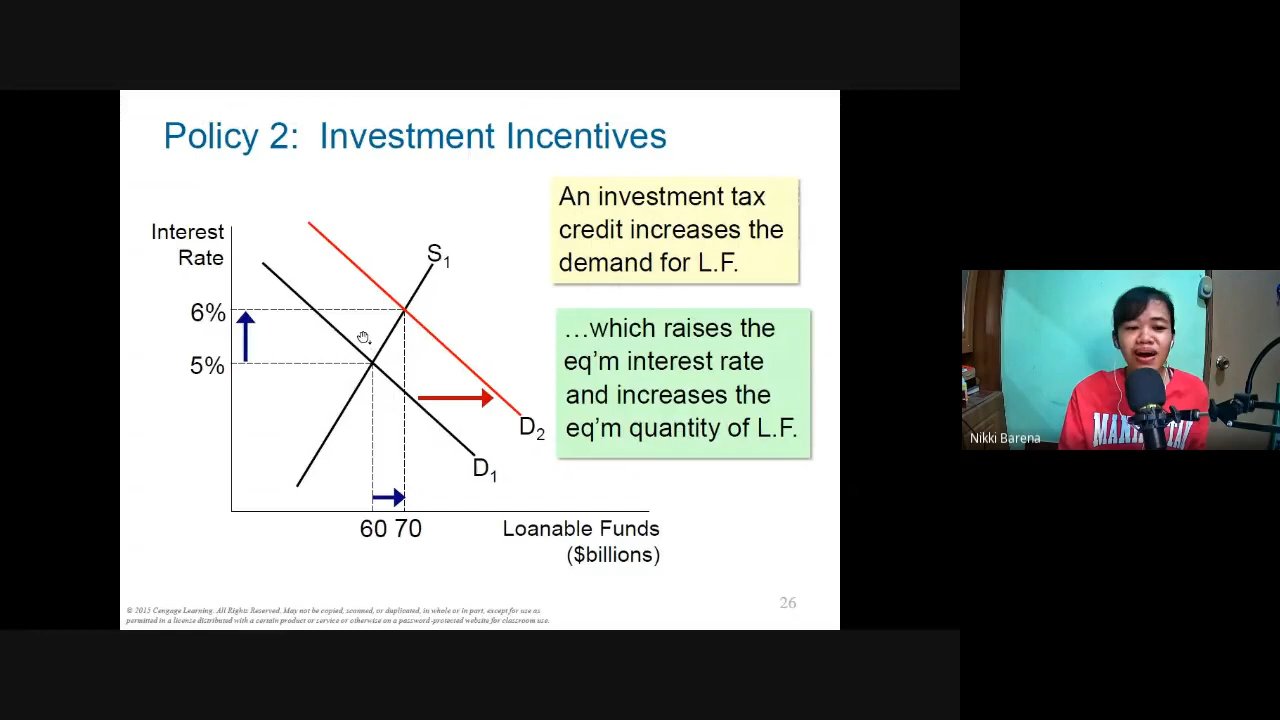 Policy 2: Investment Incentives
An investment tax
credit increases the
demand for L.F.
Interest
Rate
S1
6%
5%
…which raises the
eq’m interest rate
and increases the
eq’m quantity of L.F.
D2
D1
60 70
Loanable Funds
($billions)
26
© 2015 Cengage Learning. All Rights Reserved. May not be copied, scanned, or duplicated, in whole or in part, except for use as
permitted in a license distributed with a certain product or service or otherwise on a password-protected website for classroom use.
Nikki Barena